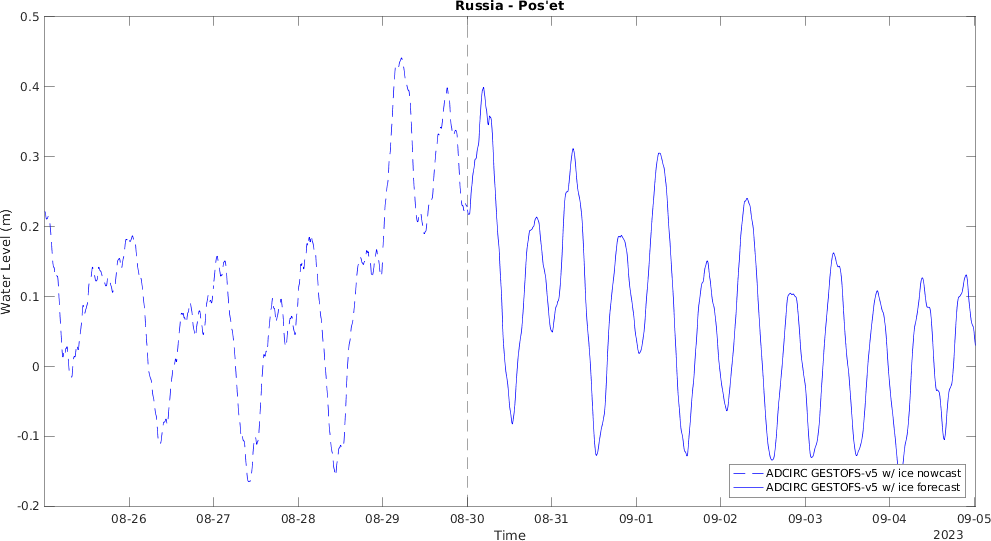 Russia - Pos'et
0.5
0.4
0.3
0.2
0.1
0
-0.1
-0.2
Water Level (m)
ADCIRC GESTOFS-v5 w/ ice nowcast
ADCIRC GESTOFS-v5 w/ ice forecast
08-26 08-27 08-28 08-29 08-30 08-31 09-01 09-02 09-03 09-04 09-05
Time
2023